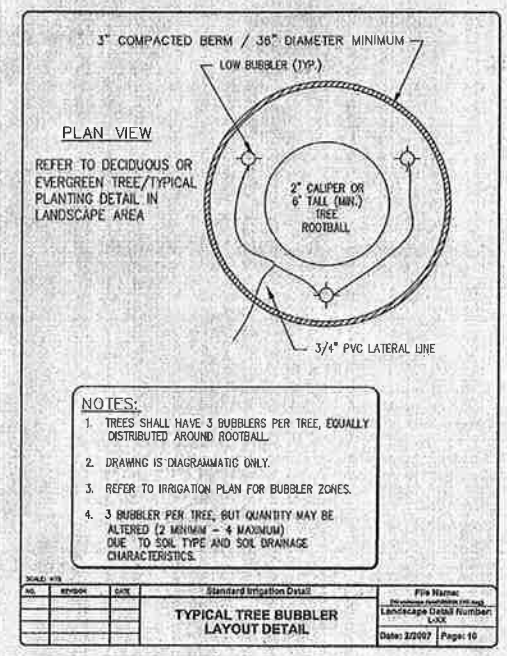 3" COMPACTED BERM / 36" DIAMETER MINIMUM
LOW BUBBLER (TYP.)
PLAN VIEW
REFER TO DECIDUOUS OR
EVERGREEN TREE/TYPICAL
PLANTING DETAIL IN
LANDSCAPE AREA
2" CALIPER OR
6' TALL (MIN.)
TREE
ROOTBALL
3/4" PVC LATERAL LINE
NOTES:
1. TREES SHALL HAVE 3 BUBBLERS PER TREE, EQUALLY
DISTRIBUTED AROUND ROOTBALL.
2. DRAWING IS DIAGRAMMATIC ONLY.
3. REFER TO IRRIGATION PLAN FOR BUBBLER ZONES.
4. 3 BUBBLER PER TREE, BUT QUANTITY MAY BE
ALTERED (2 MINIMIM - 4 MAXIMUM)
DUE TO SOIL TYPE AND SOIL DRAINAGE
CHARACTERISTICS.
SCALE: NTS
NO. REVISION DATE
Standard Irrigation Detail
TYPICAL TREE BUBBLER
LAYOUT DETAIL
File Name:
Landscape Detail Number:
L-XX
Date: 2/2007 Page: 10